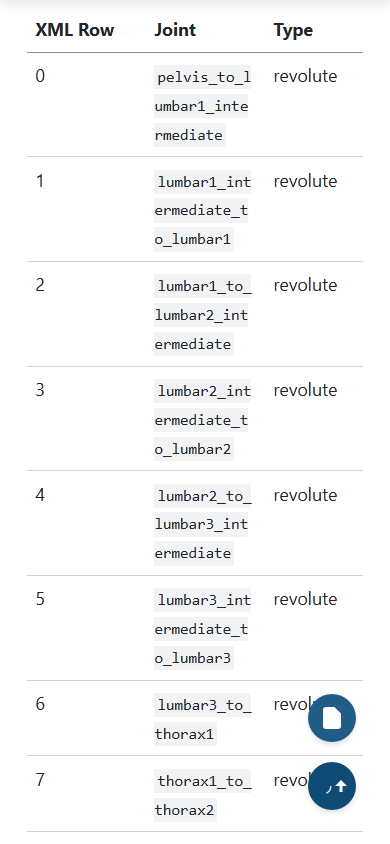 XML Row Joint Type
0 pelvis_to_l revolute
umbar1_inte
rmediate
1 lumbar1_int revolute
ermediate_t
o_lumbar1
2 lumbar1_to_ revolute
lumbar2_int
ermediate
3 lumbar2_int revolute
ermediate_t
o_lumbar2
4 lumbar2_to_ revolute
lumbar3_int
ermediate
5 lumbar3_int revolute
ermediate_t
o_lumbar3
6 lumbar3_to_
thorax1
7 thorax1_to_
thorax2